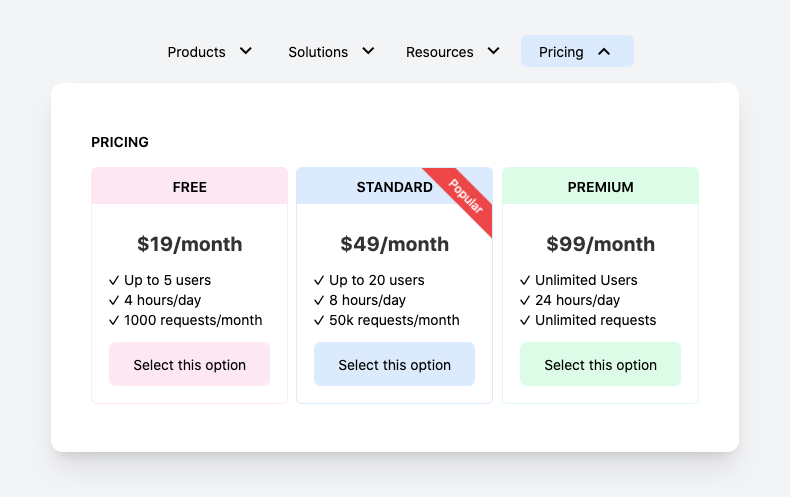 Products
Solutions
Resources
Pricing
PRICING
FREE
$19/month
✓ Up to 5 users
✓ 4 hours/day
✓ 1000 requests/month
Select this option
STANDARD
Popular
$49/month
✓ Up to 20 users
✓ 8 hours/day
✓ 50k requests/month
Select this option
PREMIUM
$99/month
✓ Unlimited Users
✓ 24 hours/day
✓ Unlimited requests
Select this option